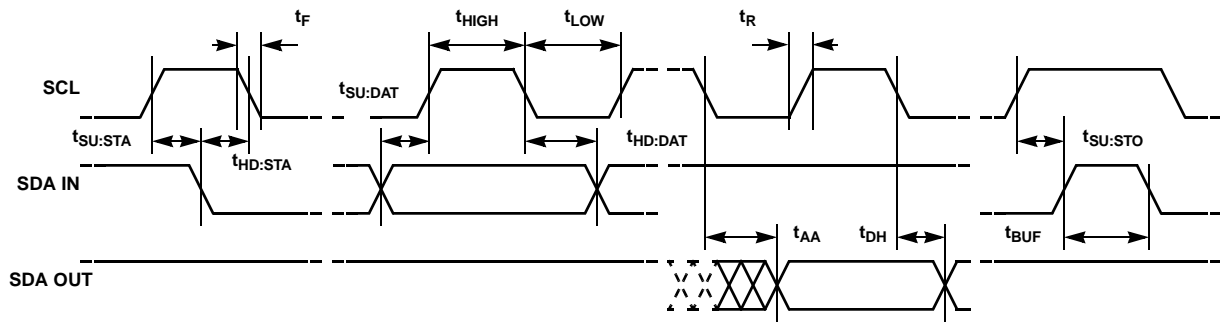 tF
tHIGH
tLOW
tR
SCL
tSU:DAT
tSU:STA
tHD:STA
tHD:DAT
tSU:STO
SDA IN
tAA
tDH
tBUF
SDA OUT